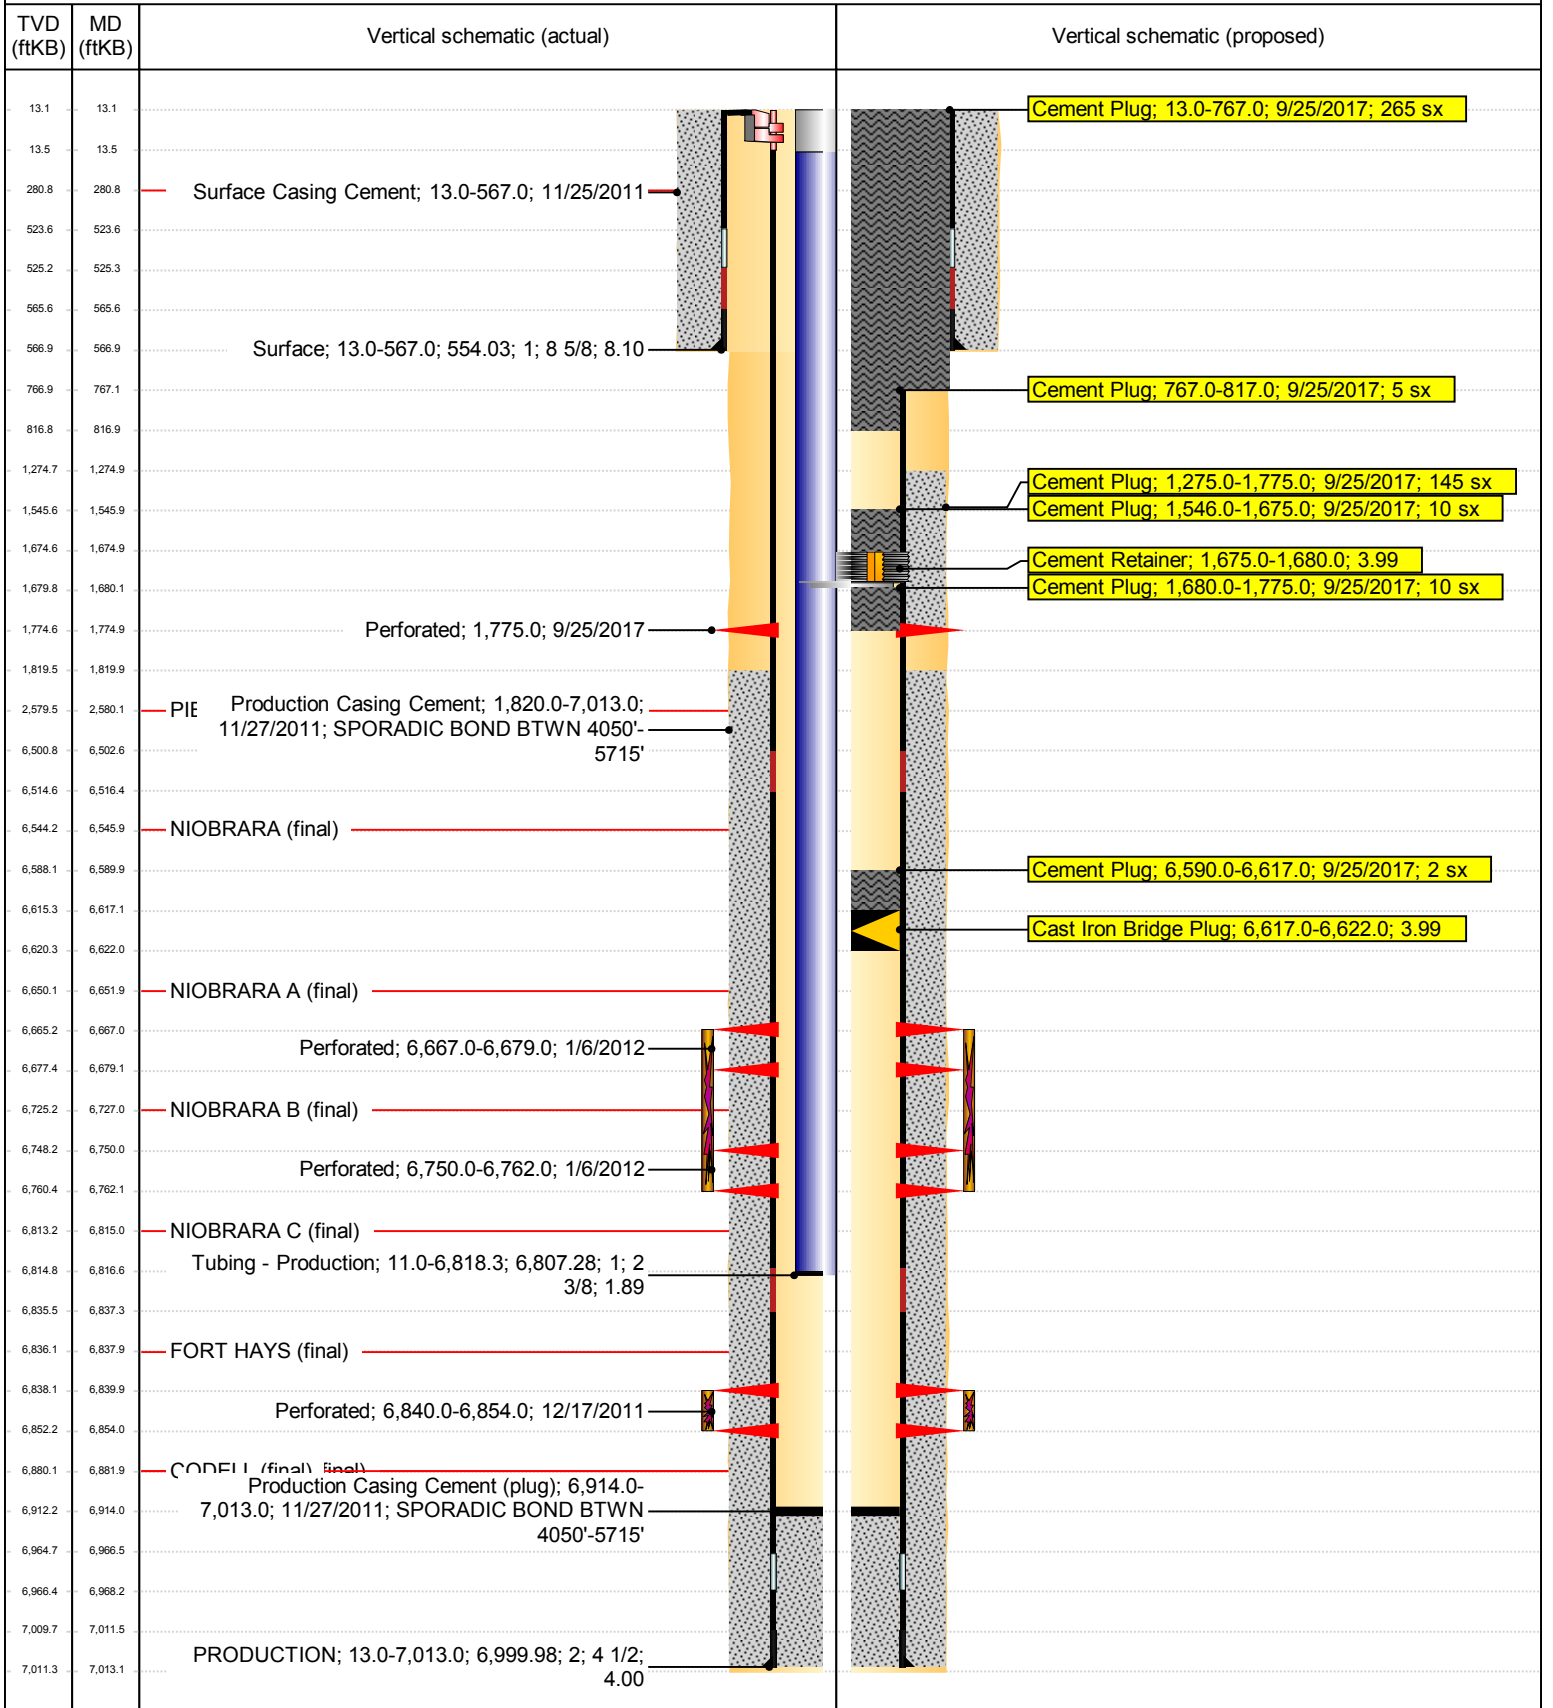 TVD (ftKB)
MD (ftKB)
Vertical schematic (actual)
Vertical schematic (proposed)
13.1 13.1
Cement Plug; 13.0-767.0; 9/25/2017; 265 sx
13.5 13.5
280.8 280.8
Surface Casing Cement; 13.0-567.0; 11/25/2011
523.6 523.6
525.2 525.3
565.6 565.6
566.9 566.9
Surface; 13.0-567.0; 554.03; 1; 8 5/8; 8.10
766.9 767.1
Cement Plug; 767.0-817.0; 9/25/2017; 5 sx
816.8 816.9
1,274.7 1,274.9
Cement Plug; 1,275.0-1,775.0; 9/25/2017; 145 sx
1,545.6 1,545.9
Cement Plug; 1,546.0-1,675.0; 9/25/2017; 10 sx
1,674.6 1,674.9
Cement Retainer; 1,675.0-1,680.0; 3.99
1,679.8 1,680.1
Cement Plug; 1,680.0-1,775.0; 9/25/2017; 10 sx
1,774.6 1,774.9
Perforated; 1,775.0; 9/25/2017
1,819.5 1,819.9
2,579.5 2,580.1
PIE
Production Casing Cement; 1,820.0-7,013.0;
11/27/2011; SPORADIC BOND BTWN 4050'-
5715'
6,500.8 6,502.6
6,514.6 6,516.4
6,544.2 6,545.9
NIOBRARA (final)
6,588.1 6,589.9
Cement Plug; 6,590.0-6,617.0; 9/25/2017; 2 sx
6,615.3 6,617.1
Cast Iron Bridge Plug; 6,617.0-6,622.0; 3.99
6,620.3 6,622.0
6,650.1 6,651.9
NIOBRARA A (final)
6,665.2 6,667.0
Perforated; 6,667.0-6,679.0; 1/6/2012
6,677.4 6,679.1
6,725.2 6,727.0
NIOBRARA B (final)
6,748.2 6,750.0
Perforated; 6,750.0-6,762.0; 1/6/2012
6,760.4 6,762.1
6,813.2 6,815.0
NIOBRARA C (final)
6,814.8 6,816.6
Tubing - Production; 11.0-6,818.3; 6,807.28; 1; 2
3/8; 1.89
6,835.5 6,837.3
6,836.1 6,837.9
FORT HAYS (final)
6,838.1 6,839.9
Perforated; 6,840.0-6,854.0; 12/17/2011
6,852.2 6,854.0
6,880.1 6,881.9
CODELL (final)
Production Casing Cement (plug); 6,914.0-
7,013.0; 11/27/2011; SPORADIC BOND BTWN
4050'-5715'
6,912.2 6,914.0
6,964.7 6,966.5
6,966.4 6,968.2
7,009.7 7,011.5
PRODUCTION; 13.0-7,013.0; 6,999.98; 2; 4 1/2;
4.00
7,011.3 7,013.1